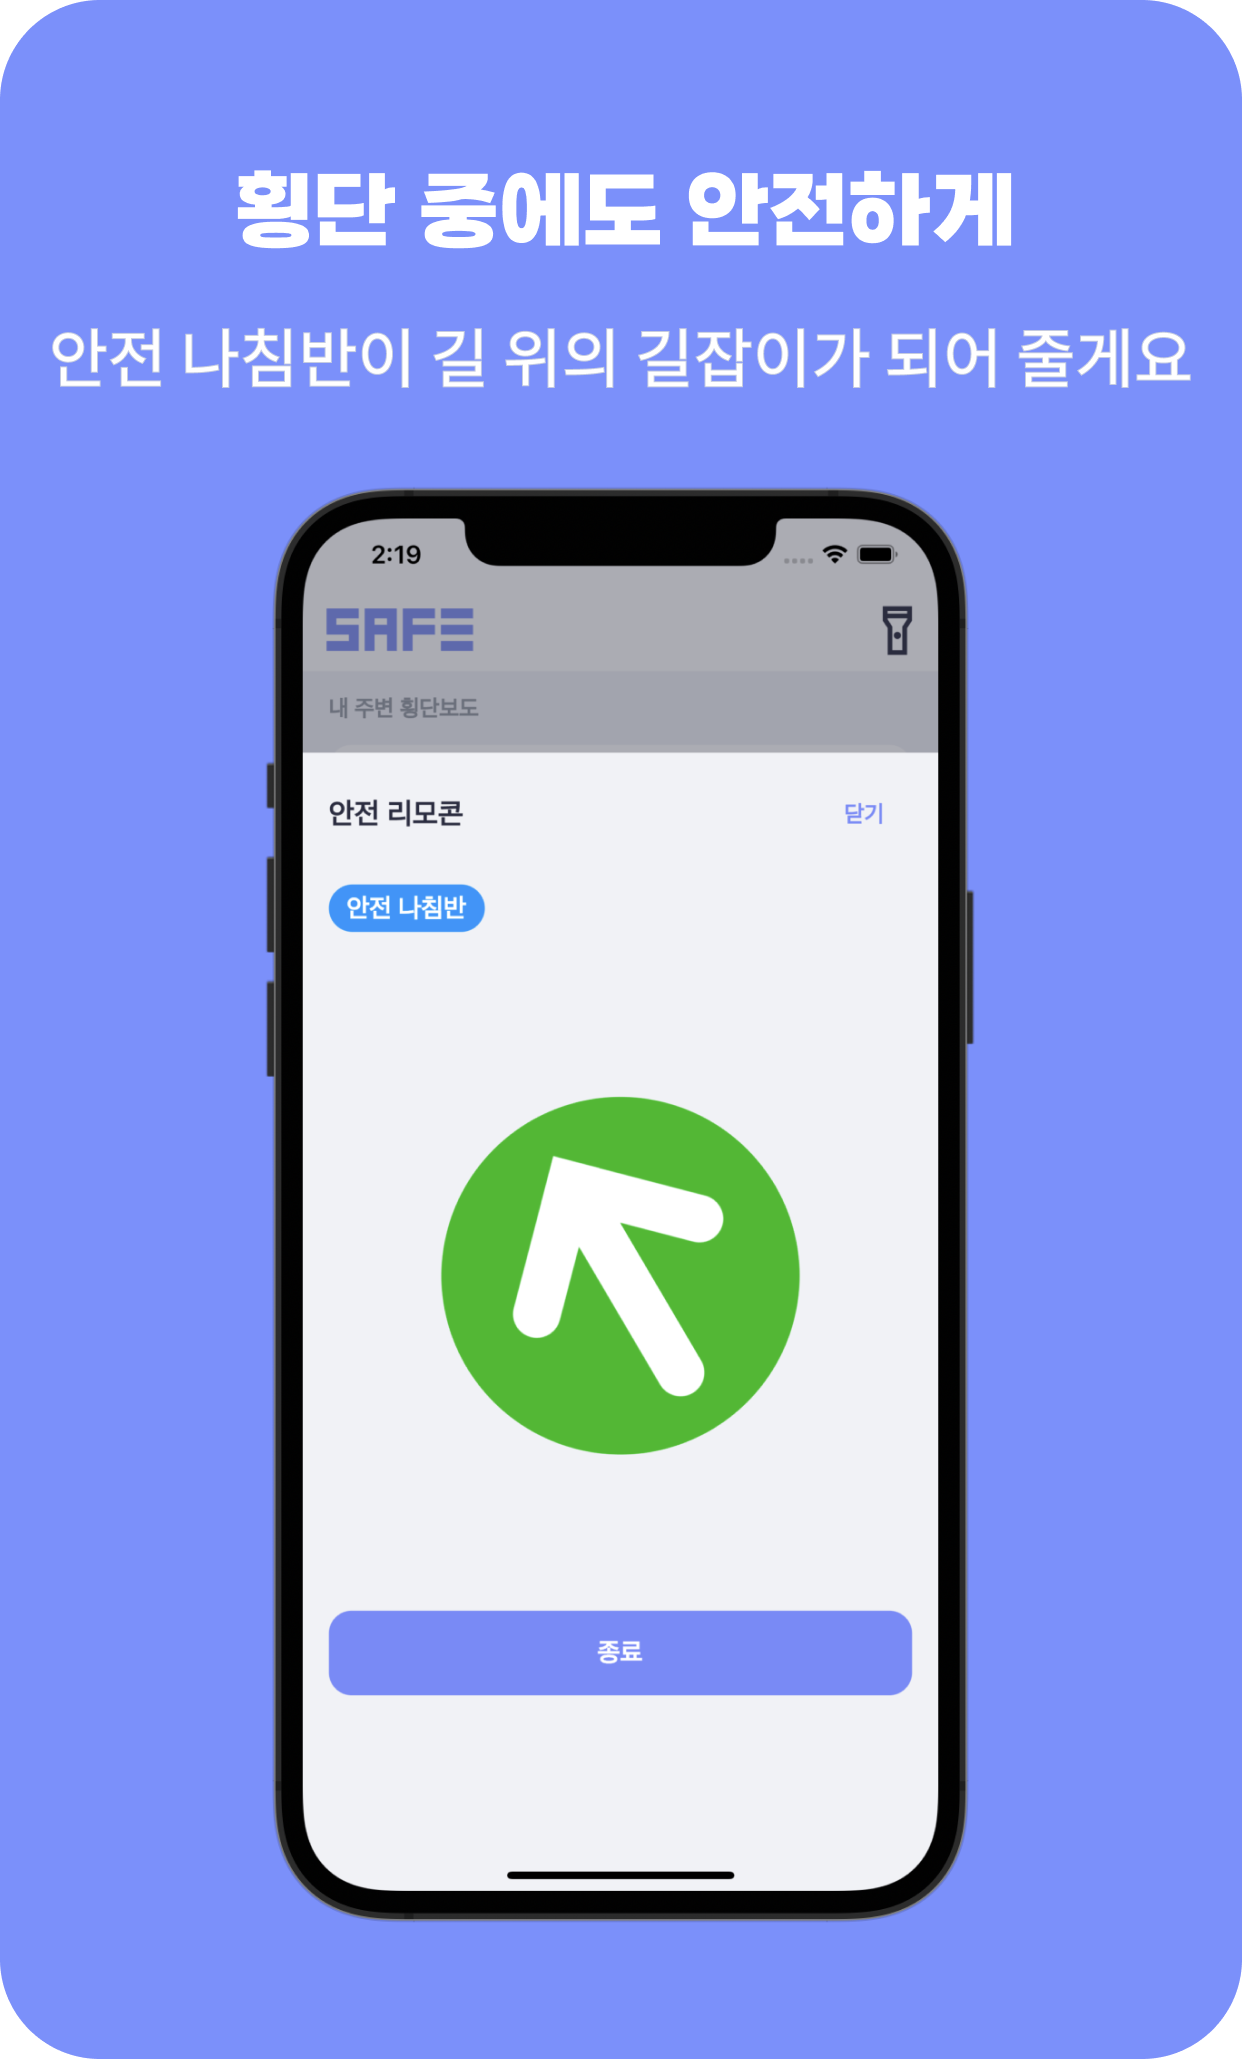 횡단 중에도 안전하게
안전 나침반이 길 위의 길잡이가 되어 줄게요
2:19
SAFE
내 주변 횡단보도
안전 리모콘
닫기
안전 나침반
종료